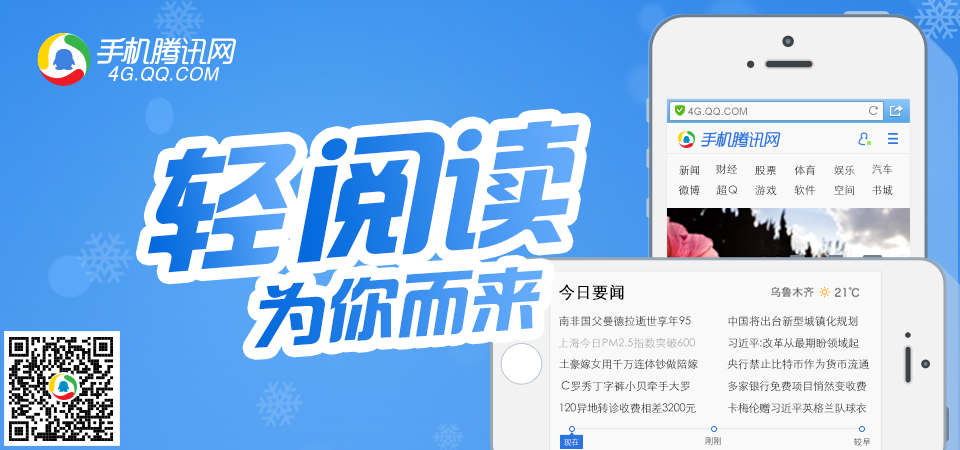 手机腾讯网
4G.QQ.COM
轻阅读
为你而来
4G.QQ.COM
手机腾讯网
新闻 财经 股票 体育 娱乐 汽车
微博 超Q 游戏 软件 空间 书城
今日要闻
乌鲁木齐 21℃
南非国父曼德拉逝世享年95
上海今日PM2.5指数突破600
土豪嫁女用千万连体钞做陪嫁
C罗秀丁字裤小贝牵手大罗
120异地转诊收费相差3200元
中国将出台新型城镇化规划
习近平:改革从最期盼领域起
央行禁止比特币作为货币流通
多家银行免费项目悄然变收费
卡梅伦赠习近平英格兰队球衣
现在 刚刚 较早